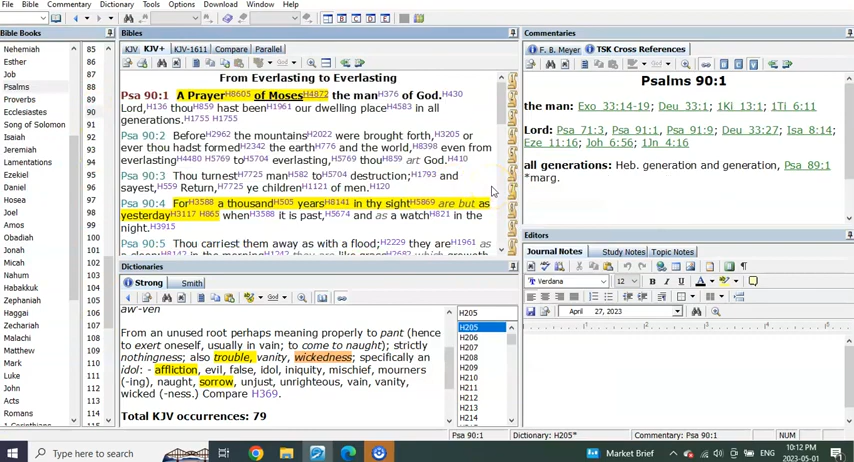 File View Commentary Dictionary Tools Options Download Window Help
B C D E
Bible Books
Nehemiah
Esther
Job
Psalms
Proverbs
Ecclesiastes
Song of Solomon
Isaiah
Jeremiah
Lamentations
Ezekiel
Daniel
Hosea
Joel
Amos
Obadiah
Jonah
Micah
Nahum
Habakkuk
Zephaniah
Haggai
Zechariah
Malachi
Matthew
Mark
Luke
John
Acts
Romans
1 Corinthians
85
86
87
88
89
90
91
92
93
94
95
96
97
98
99
100
101
102
103
104
105
106
107
108
109
110
111
112
113
114
115
Bibles
KJV KJV+ KJV-1611 Compare Parallel
From Everlasting to Everlasting
Psa 90:1 A PrayerH8605 of MosesH4872 the manH376 of God.H430
Lord,H136 thouH859 hast beenH1961 our dwelling placeH4583 in all
generations.H1755 H1755
Psa 90:2 BeforeH2962 the mountainsH2022 were brought forth,H3205 or
ever thou hadst formedH2342 the earthH776 and the world,H8398 even from
everlastingH4480 H5769 toH5704 everlasting,H5769 thouH859 art God.H410
Psa 90:3 Thou turnestH7725 manH582 toH5704 destruction;H1793 and
sayest,H559 Return,H7725 ye childrenH1121 of men.H120
Psa 90:4 ForH3588 a thousandH505 yearsH8141 in thy sightH5869 are but as
yesterdayH3117 H865 whenH3588 it is past,H5674 and as a watchH821 in the
night.H3915
Psa 90:5 Thou carriest them away as with a flood;H2229 they areH1961 as
Dictionaries
Strong Smith
aw'-ven
From an unused root perhaps meaning properly to pant (hence
to exert oneself, usually in vain; to come to naught); strictly
nothingness; also trouble, vanity, wickedness; specifically an
idol: - affliction, evil, false, idol, iniquity, mischief, mourners
(-ing), naught, sorrow, unjust, unrighteous, vain, vanity,
wicked (-ness.) Compare H369.
Total KJV occurrences: 79
H205
H205
H206
H207
H208
H209
H210
H211
H212
H213
H214
Commentaries
F. B. Meyer TSK Cross References
Psalms 90:1
the man: Exo 33:14-19; Deu 33:1; 1Ki 13:1; 1Ti 6:11
Lord: Psa 71:3, Psa 91:1, Psa 91:9; Deu 33:27; Isa 8:14;
Eze 11:16; Joh 6:56; 1Jn 4:16
all generations: Heb. generation and generation, Psa 89:1
*marg.
Editors
Journal Notes Study Notes Topic Notes
Verdana 12 B I U A
April 27, 2023
1 2 3 4
Psa 90:1 Dictionary: H205* Commentary: Psa 90:1 NUM
Type here to search Market Brief ENG 10:12 PM
2023-05-01